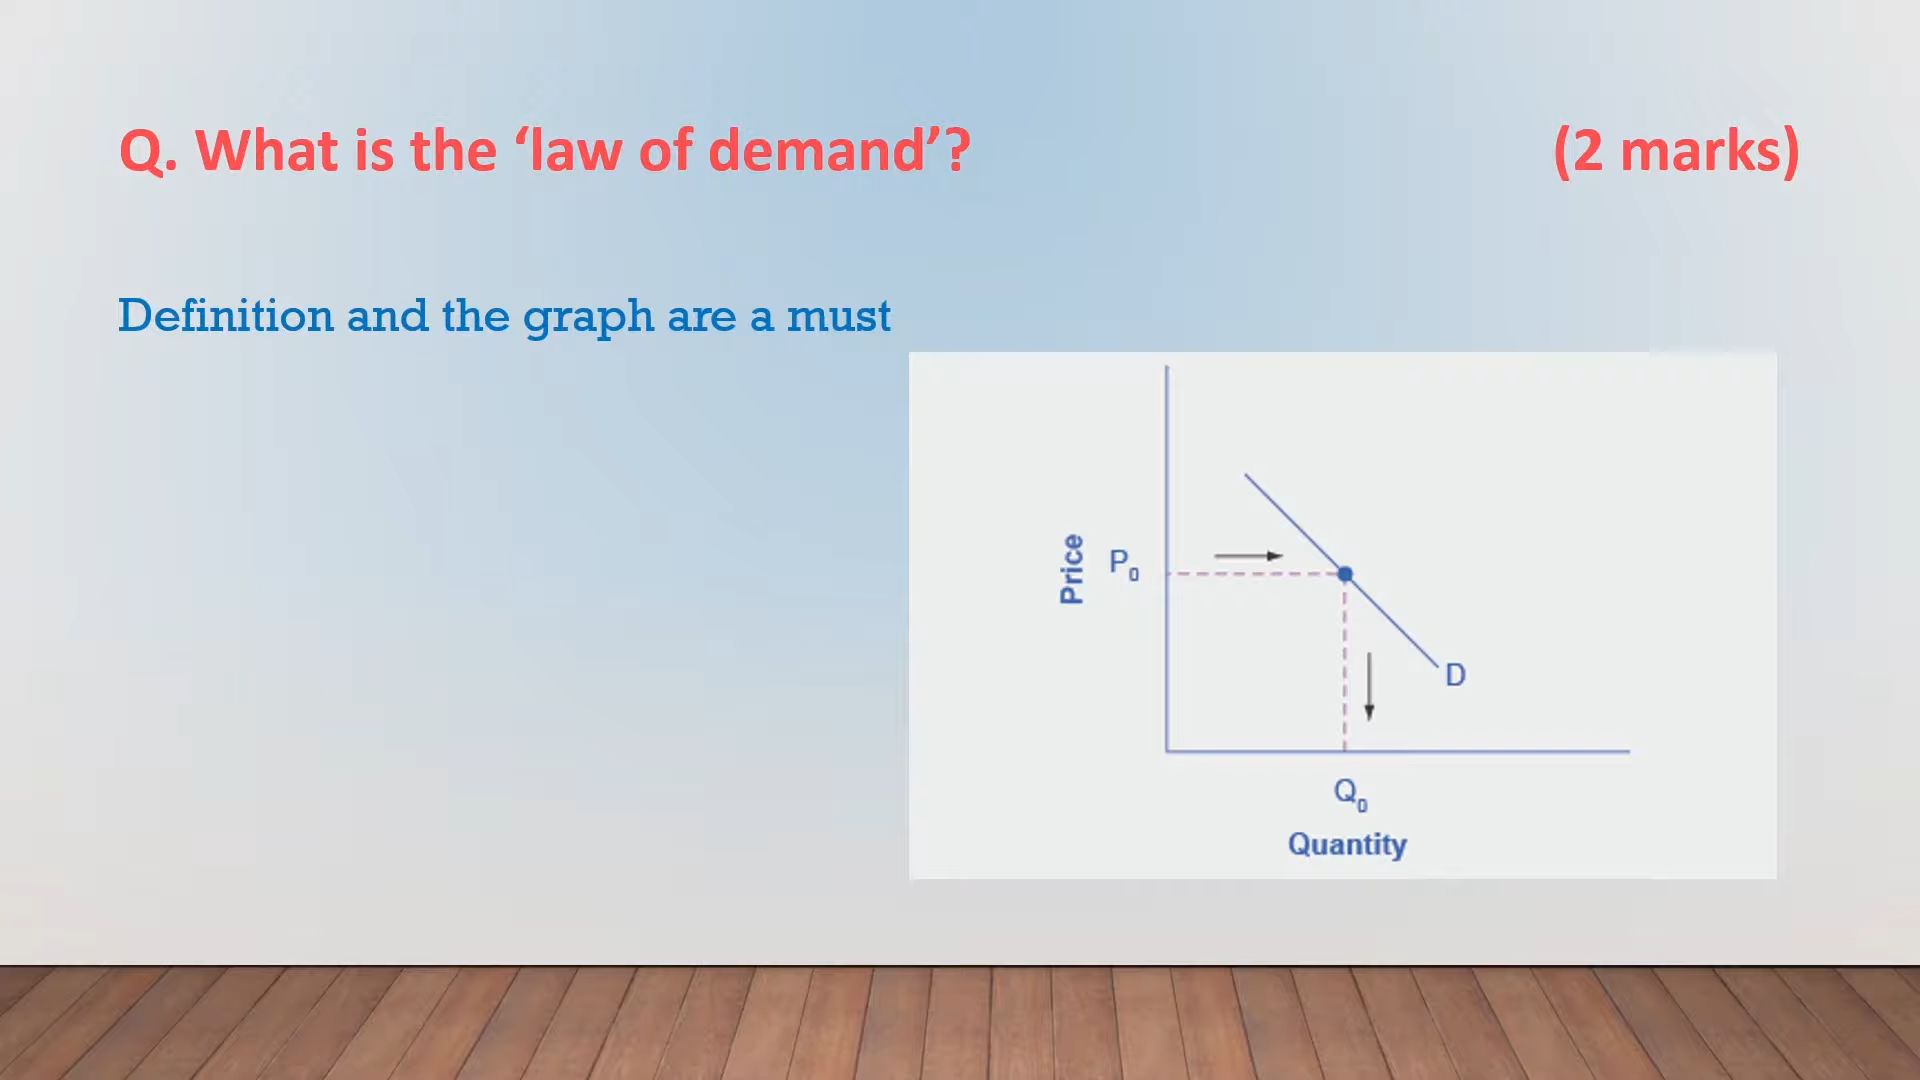 Q. What is the ‘law of demand’? (2 marks)
Definition and the graph are a must
Price
P₀
D
Q₀
Quantity